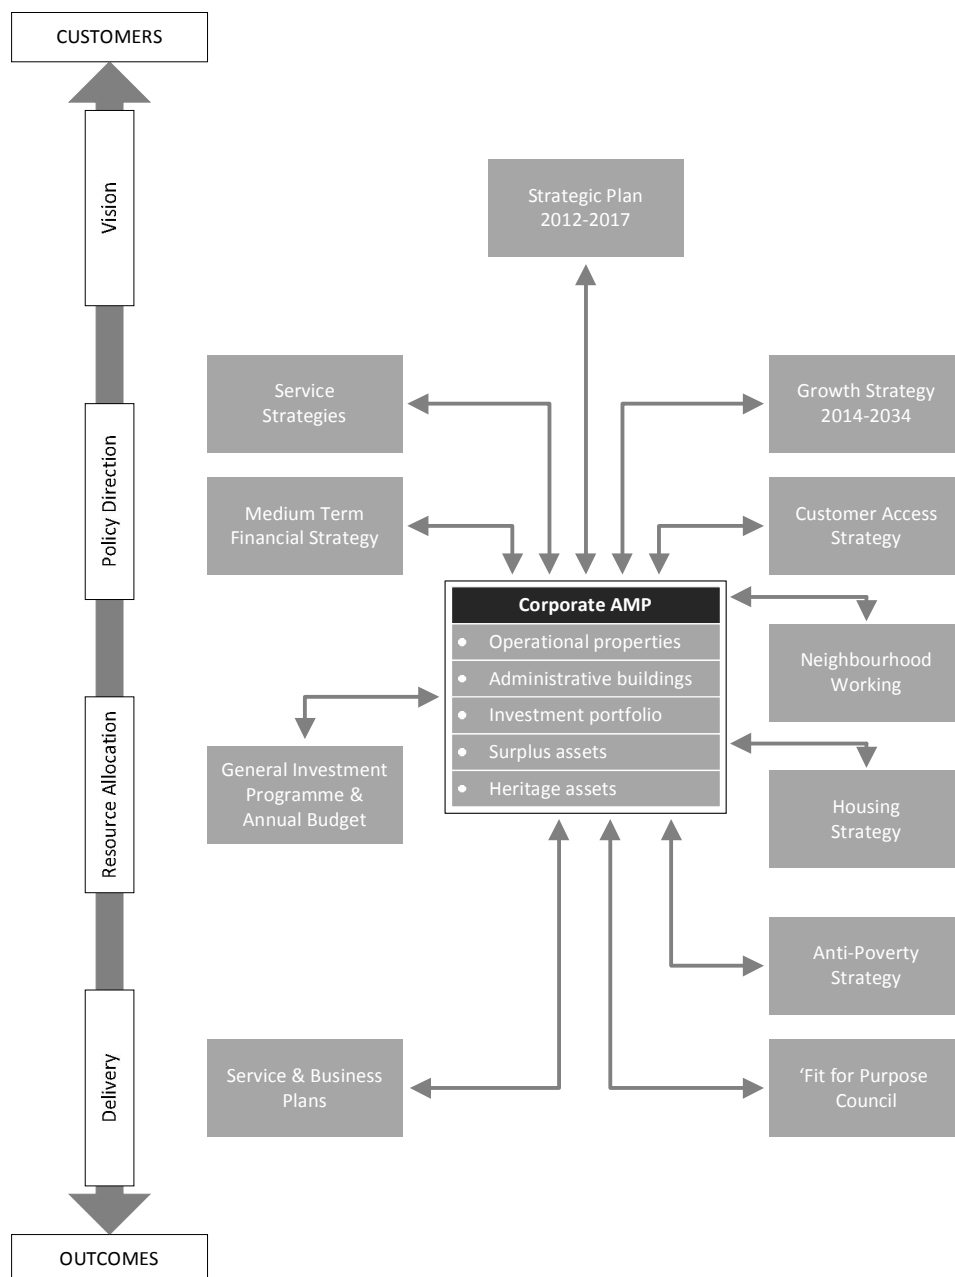 CUSTOMERS
Vision
Strategic Plan
2012-2017
Service
Strategies
Growth Strategy
2014-2034
Policy Direction
Medium Term
Financial Strategy
Customer Access
Strategy
Corporate AMP
• Operational properties
• Administrative buildings
• Investment portfolio
• Surplus assets
• Heritage assets
Neighbourhood
Working
Resource Allocation
General Investment
Programme &
Annual Budget
Housing
Strategy
Anti-Poverty
Strategy
Delivery
Service & Business
Plans
‘Fit for Purpose
Council
OUTCOMES